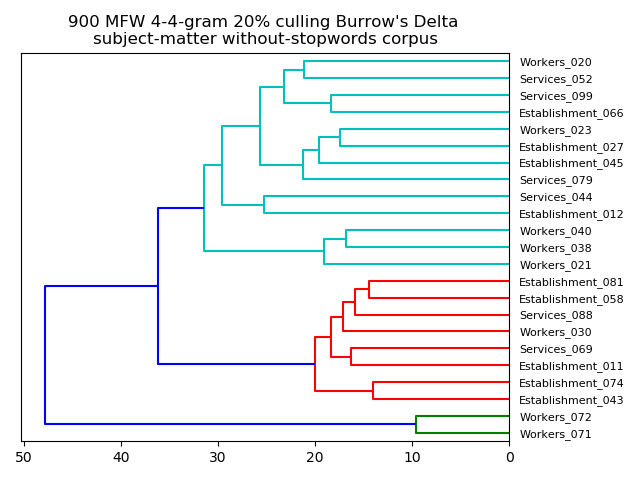 900 MFW 4-4-gram 20% culling Burrow's Delta
subject-matter without-stopwords corpus
Workers_020
Services_052
Services_099
Establishment_066
Workers_023
Establishment_027
Establishment_045
Services_079
Services_044
Establishment_012
Workers_040
Workers_038
Workers_021
Establishment_081
Establishment_058
Services_088
Workers_030
Services_069
Establishment_011
Establishment_074
Establishment_043
Workers_072
Workers_071
50 40 30 20 10 0